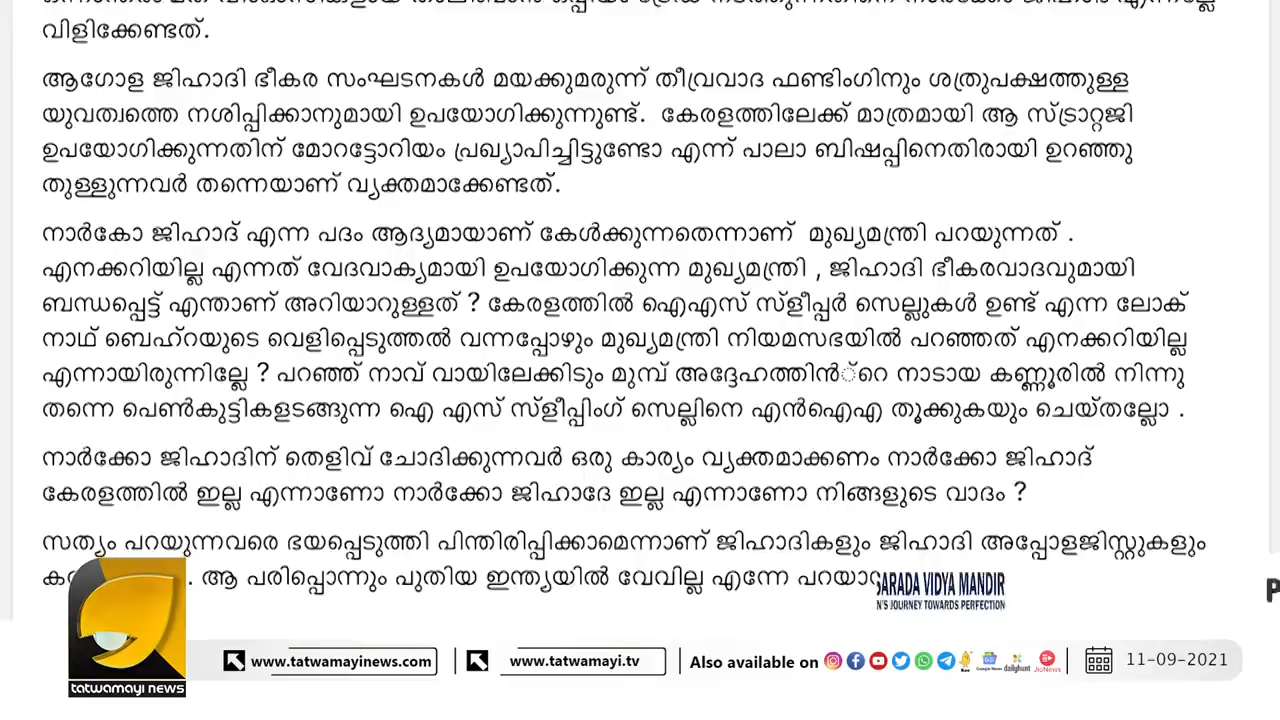 വിളിക്കേണ്ടത്.
ആഗോള ജിഹാദി ഭീകര സംഘടനകൾ മയക്കുമരുന്ന് തീവ്രവാദ ഫണ്ടിംഗിനും ശത്രുപക്ഷത്തുള്ള
യുവത്വത്തെ നശിപ്പിക്കാനുമായി ഉപയോഗിക്കുന്നുണ്ട്. കേരളത്തിലേക്ക് മാത്രമായി ആ സ്ട്രാറ്റജി
ഉപയോഗിക്കുന്നതിന് മോറട്ടോറിയം പ്രഖ്യാപിച്ചിട്ടുണ്ടോ എന്ന് പാലാ ബിഷപ്പിനെതിരായി ഉറഞ്ഞു
തുള്ളുന്നവർ തന്നെയാണ് വ്യക്തമാക്കേണ്ടത്.
നാർകോ ജിഹാദ് എന്ന പദം ആദ്യമായാണ് കേൾക്കുന്നതെന്നാണ് മുഖ്യമന്ത്രി പറയുന്നത് .
എനക്കറിയില്ല എന്നത് വേദവാക്യമായി ഉപയോഗിക്കുന്ന മുഖ്യമന്ത്രി , ജിഹാദി ഭീകരവാദവുമായി
ബന്ധപ്പെട്ട് എന്താണ് അറിയാറുള്ളത് ? കേരളത്തിൽ ഐഎസ് സ്ളീപ്പർ സെല്ലുകൾ ഉണ്ട് എന്ന ലോക്
നാഥ് ബെഹ്റയുടെ വെളിപ്പെടുത്തൽ വന്നപ്പോഴും മുഖ്യമന്ത്രി നിയമസഭയിൽ പറഞ്ഞത് എനക്കറിയില്ല
എന്നായിരുന്നില്ലേ ? പറഞ്ഞ് നാവ് വായിലേക്കിടും മുമ്പ് അദ്ദേഹത്തിൻ്റെ നാടായ കണ്ണൂരിൽ നിന്നു
തന്നെ പെൺകുട്ടികളടങ്ങുന്ന ഐ എസ് സ്ളീപ്പിംഗ് സെല്ലിനെ എൻഐഎ തൂക്കുകയും ചെയ്തല്ലോ .
നാർക്കോ ജിഹാദിന് തെളിവ് ചോദിക്കുന്നവർ ഒരു കാര്യം വ്യക്തമാക്കണം നാർക്കോ ജിഹാദ്
കേരളത്തിൽ ഇല്ല എന്നാണോ നാർക്കോ ജിഹാദേ ഇല്ല എന്നാണോ നിങ്ങളുടെ വാദം ?
സത്യം പറയുന്നവരെ ഭയപ്പെടുത്തി പിന്തിരിപ്പിക്കാമെന്നാണ് ജിഹാദികളും ജിഹാദി അപ്പോളജിസ്റ്റുകളും
. ആ പരിപ്പൊന്നും പുതിയ ഇന്ത്യയിൽ വേവില്ല എന്നേ
SARADA VIDYA MANDIR
N'S JOURNEY TOWARDS PERFECTION
tatwamayi news
www.tatwamayinews.com
www.tatwamayi.tv
Also available on
Google News
dailyhunt
JioNews
11-09-2021